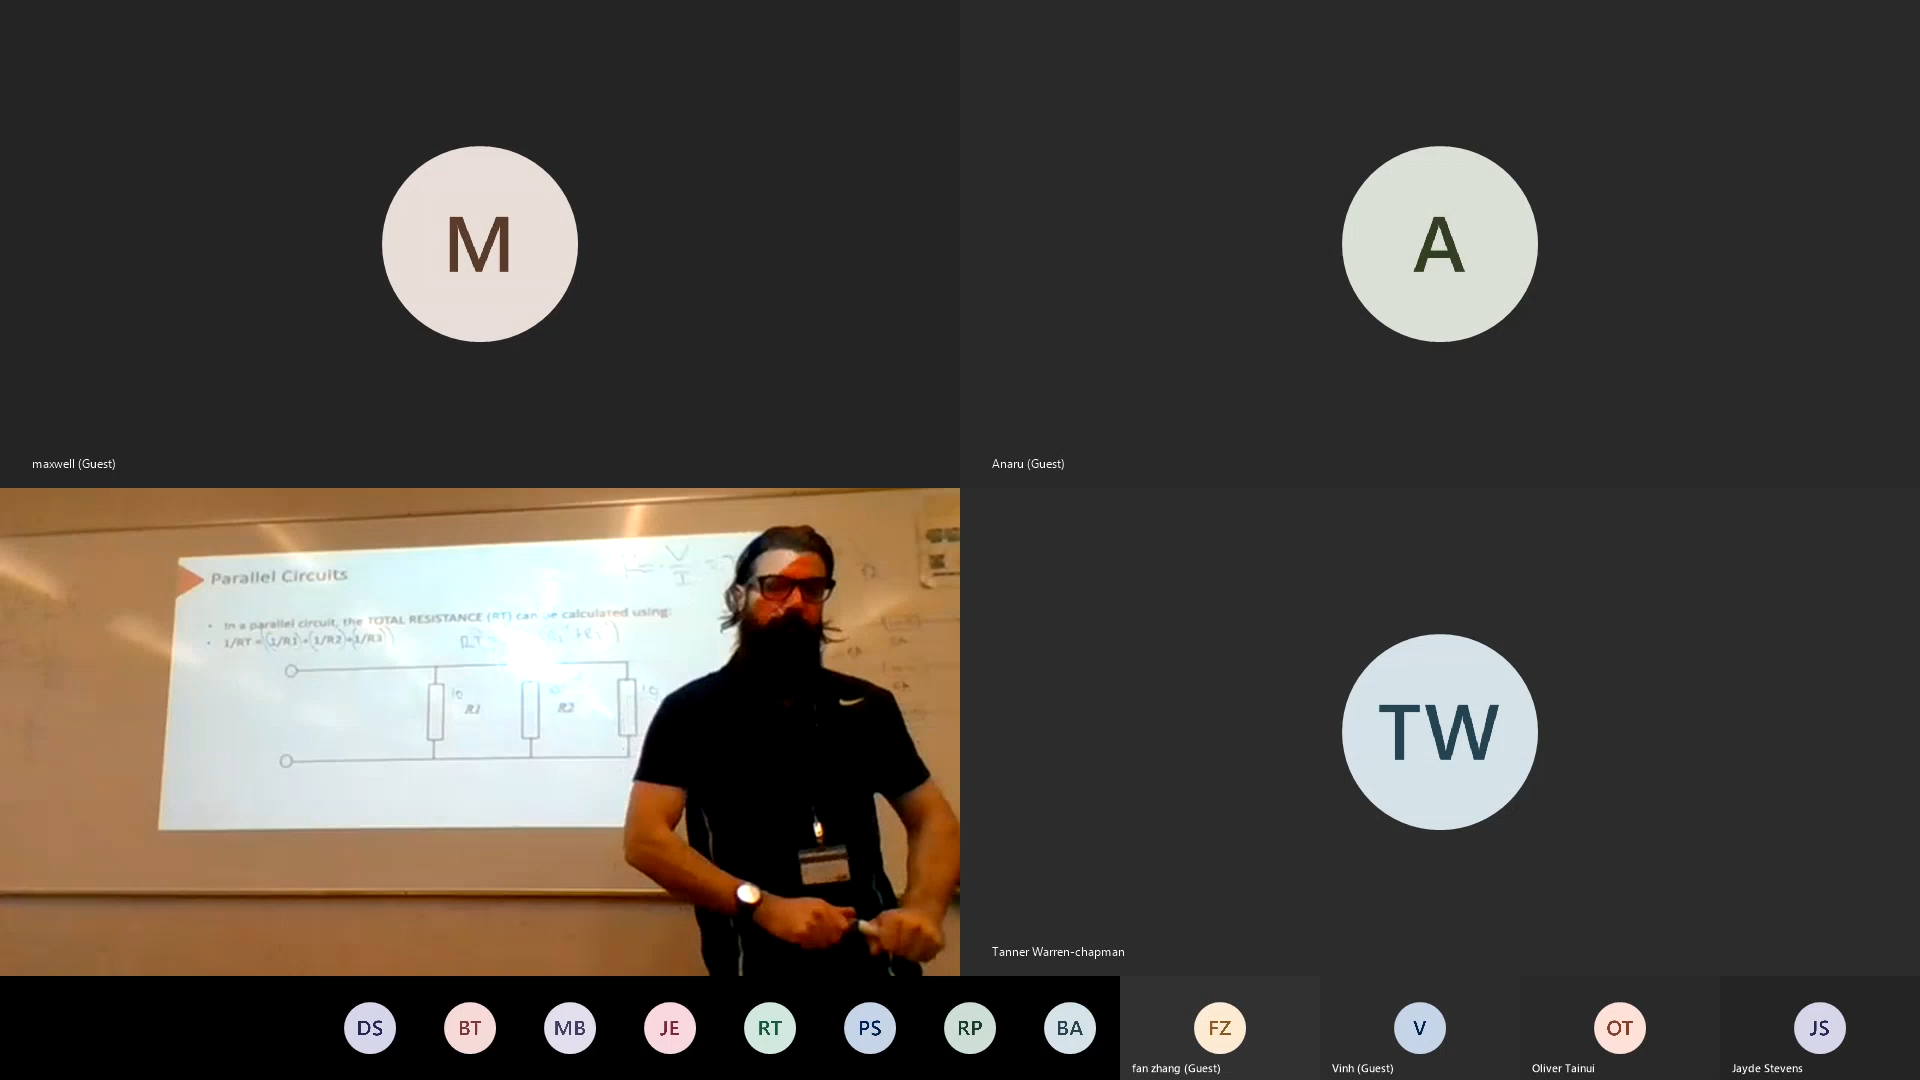 M
A
maxwell (Guest)
Anaru (Guest)
Parallel Circuits
• In a parallel circuit, the TOTAL RESISTANCE (RT) can be calculated using:
• 1/RT = (1/R1)+(1/R2)+(1/R3)
10
R1
R2
TW
Tanner Warren-chapman
DS BT MB JE RT PS RP BA FZ V OT JS
fan zhang (Guest) Vinh (Guest) Oliver Tainui Jayde Stevens